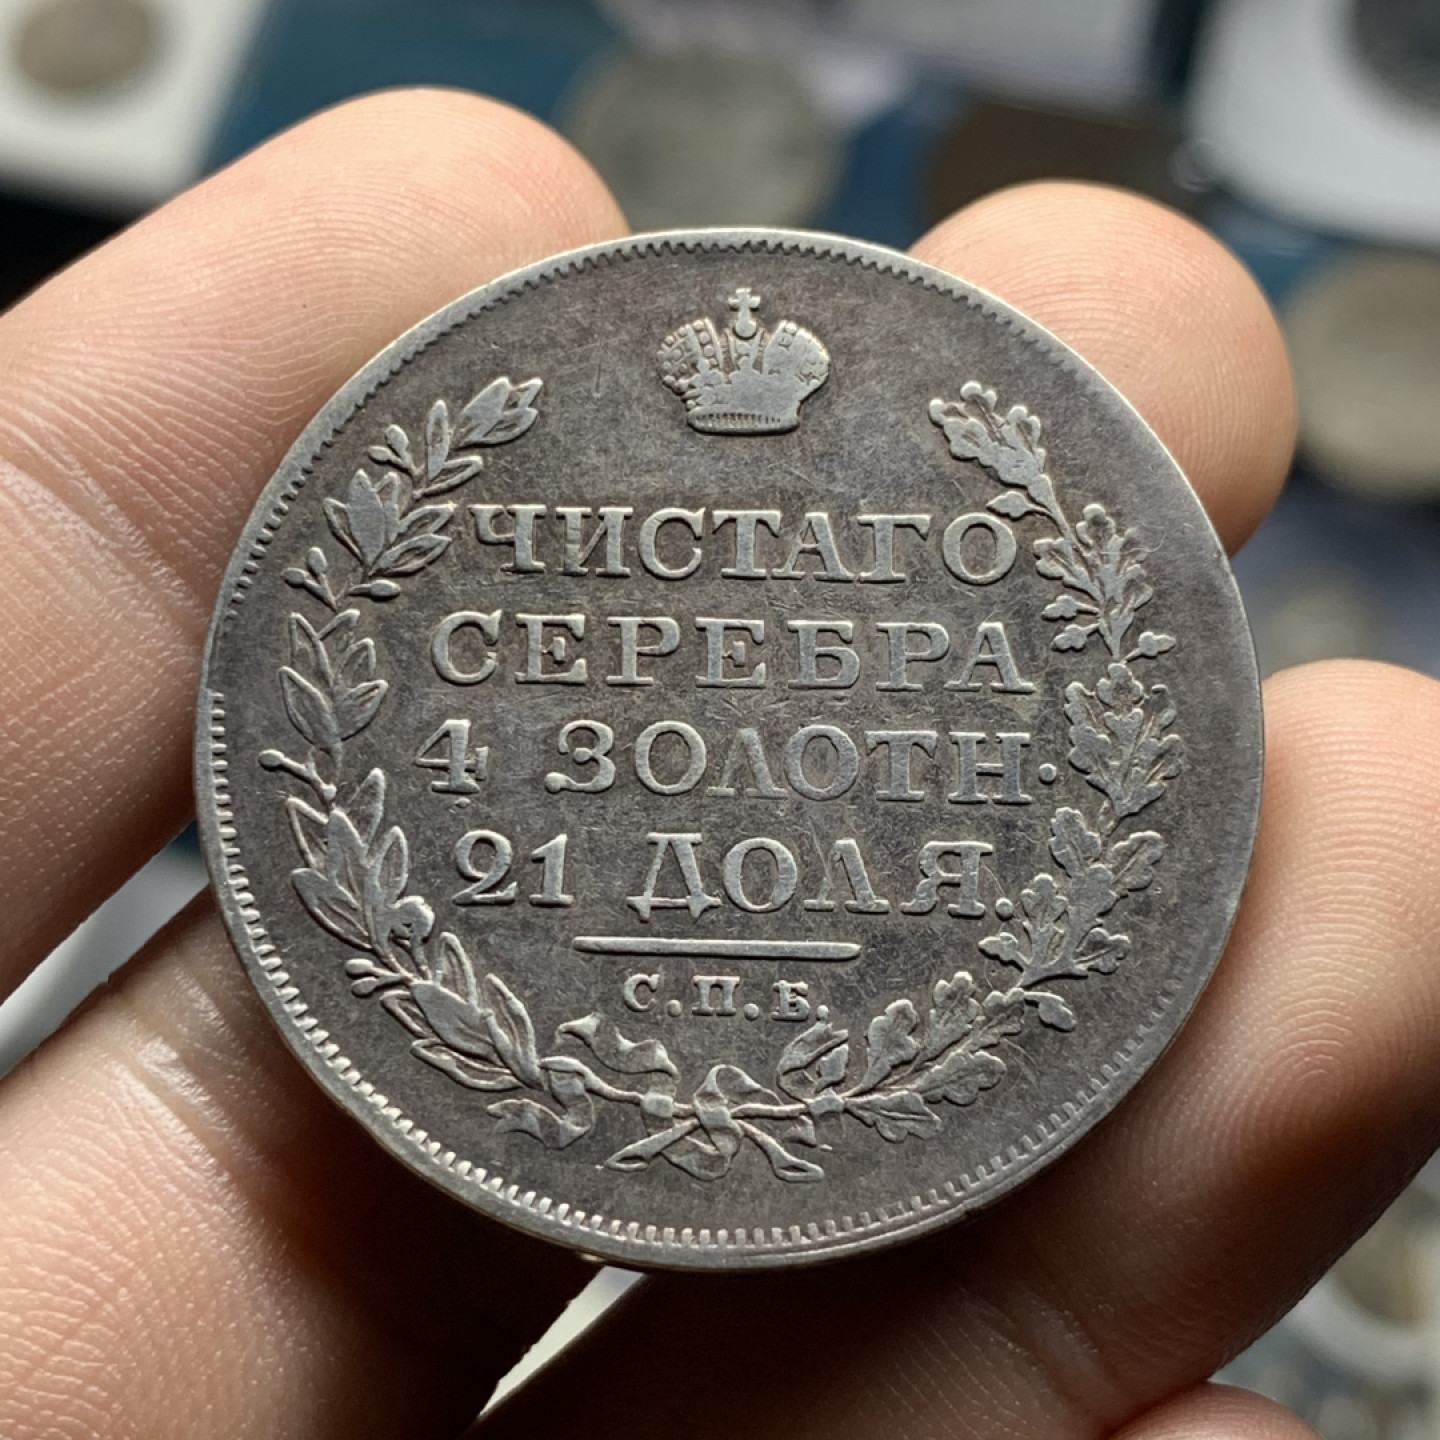 ЧИСТАГО
СЕРЕБРА
4 ЗОЛОТН.
21 ДОЛЯ.
С.П.Б.